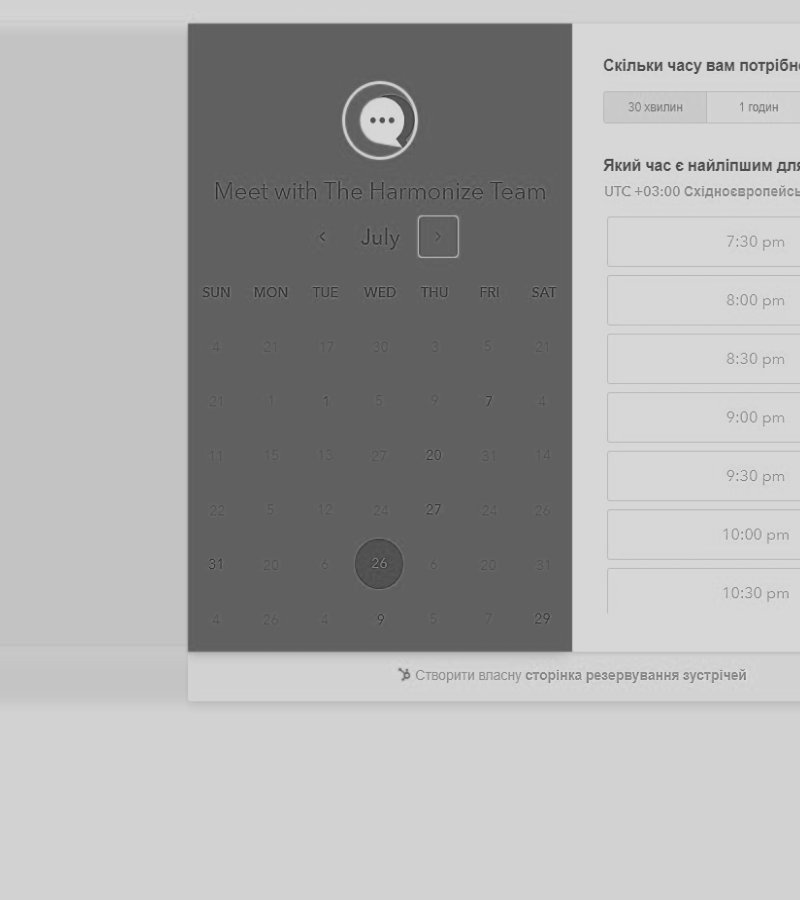 Meet with The Harmonize Team
July
SUN MON TUE WED THU FRI SAT
4 21 17 30 3 5 21
21 1 1 5 9 7 4
11 15 13 27 20 31 14
22 5 12 24 27 24 26
31 20 6 26 6 20 31
4 26 4 9 5 7 29
Скільки часу вам
30 хвилин 1 годин
Який час є найліпшим
UTC +03:00
7:30 pm
8:00 pm
8:30 pm
9:00 pm
9:30 pm
10:00 pm
10:30 pm
Створити власну сторінка резервування зустрічей